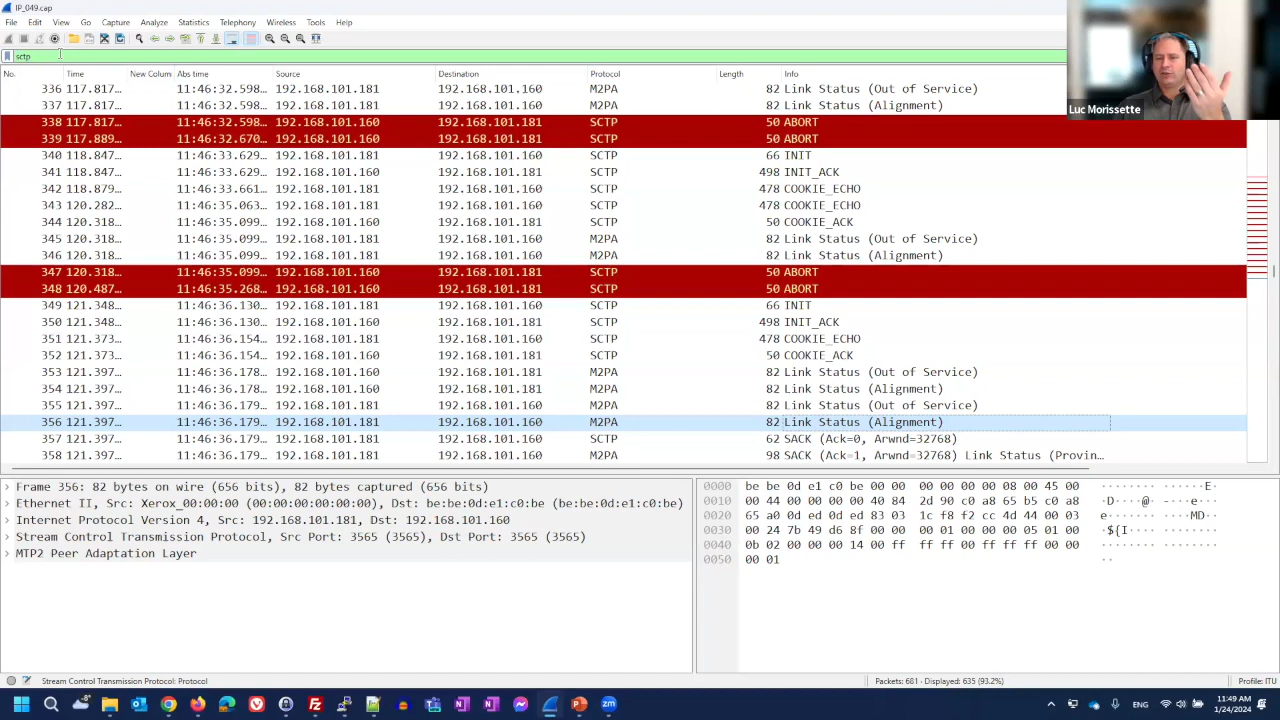 IP_049.cap
File Edit View Go Capture Analyze Statistics Telephony Wireless Tools Help
sctp
No. Time New Colum Abs time Source Destination Protocol Length Info
336 117.817… 11:46:32.598… 192.168.101.181 192.168.101.160 M2PA 82 Link Status (Out of Service)
337 117.817… 11:46:32.598… 192.168.101.181 192.168.101.160 M2PA 82 Link Status (Alignment)
338 117.817… 11:46:32.598… 192.168.101.160 192.168.101.181 SCTP 50 ABORT
339 117.889… 11:46:32.670… 192.168.101.160 192.168.101.181 SCTP 50 ABORT
340 118.847… 11:46:33.629… 192.168.101.181 192.168.101.160 SCTP 66 INIT
341 118.847… 11:46:33.629… 192.168.101.160 192.168.101.181 SCTP 498 INIT_ACK
342 118.879… 11:46:33.661… 192.168.101.181 192.168.101.160 SCTP 478 COOKIE_ECHO
343 120.282… 11:46:35.063… 192.168.101.181 192.168.101.160 SCTP 478 COOKIE_ECHO
344 120.318… 11:46:35.099… 192.168.101.160 192.168.101.181 SCTP 50 COOKIE_ACK
345 120.318… 11:46:35.099… 192.168.101.181 192.168.101.160 M2PA 82 Link Status (Out of Service)
346 120.318… 11:46:35.099… 192.168.101.181 192.168.101.160 M2PA 82 Link Status (Alignment)
347 120.318… 11:46:35.099… 192.168.101.160 192.168.101.181 SCTP 50 ABORT
348 120.487… 11:46:35.268… 192.168.101.160 192.168.101.181 SCTP 50 ABORT
349 121.348… 11:46:36.130… 192.168.101.181 192.168.101.160 SCTP 66 INIT
350 121.348… 11:46:36.130… 192.168.101.160 192.168.101.181 SCTP 498 INIT_ACK
351 121.373… 11:46:36.154… 192.168.101.181 192.168.101.160 SCTP 478 COOKIE_ECHO
352 121.373… 11:46:36.154… 192.168.101.160 192.168.101.181 SCTP 50 COOKIE_ACK
353 121.397… 11:46:36.178… 192.168.101.160 192.168.101.181 M2PA 82 Link Status (Out of Service)
354 121.397… 11:46:36.178… 192.168.101.160 192.168.101.181 M2PA 82 Link Status (Alignment)
355 121.397… 11:46:36.179… 192.168.101.181 192.168.101.160 M2PA 82 Link Status (Out of Service)
356 121.397… 11:46:36.179… 192.168.101.181 192.168.101.160 M2PA 82 Link Status (Alignment)
357 121.397… 11:46:36.179… 192.168.101.181 192.168.101.160 SCTP 62 SACK (Ack=0, Arwnd=32768)
358 121.397… 11:46:36.179… 192.168.101.181 192.168.101.160 M2PA 98 SACK (Ack=1, Arwnd=32768) Link Status (Provin…
Luc Morissette
Frame 356: 82 bytes on wire (656 bits), 82 bytes captured (656 bits)
Ethernet II, Src: Xerox_00:00:00 (00:00:00:00:00:00), Dst: be:be:0d:e1:c0:be (be:be:0d:e1:c0:be)
Internet Protocol Version 4, Src: 192.168.101.181, Dst: 192.168.101.160
Stream Control Transmission Protocol, Src Port: 3565 (3565), Dst Port: 3565 (3565)
MTP2 Peer Adaptation Layer
0000 be be 0d e1 c0 be 00 00 00 00 00 00 08 00 45 00 ········ ······E·
0010 00 44 00 00 00 00 40 84 2d 90 c0 a8 65 b5 c0 a8 ·D····@· -···e···
0020 65 a0 0d ed 0d ed 83 03 1c f8 f2 cc 4d 44 00 03 e······· ····MD··
0030 00 24 7b 49 d6 8f 00 00 00 01 00 00 00 05 01 00 ·${I···· ········
0040 0b 02 00 00 00 14 00 ff ff ff 00 ff ff ff 00 00 ········ ········
0050 00 01 ··
Stream Control Transmission Protocol: Protocol Packets: 681 · Displayed: 635 (93.2%) Profile: ITU
ENG 11:49 AM
1/24/2024